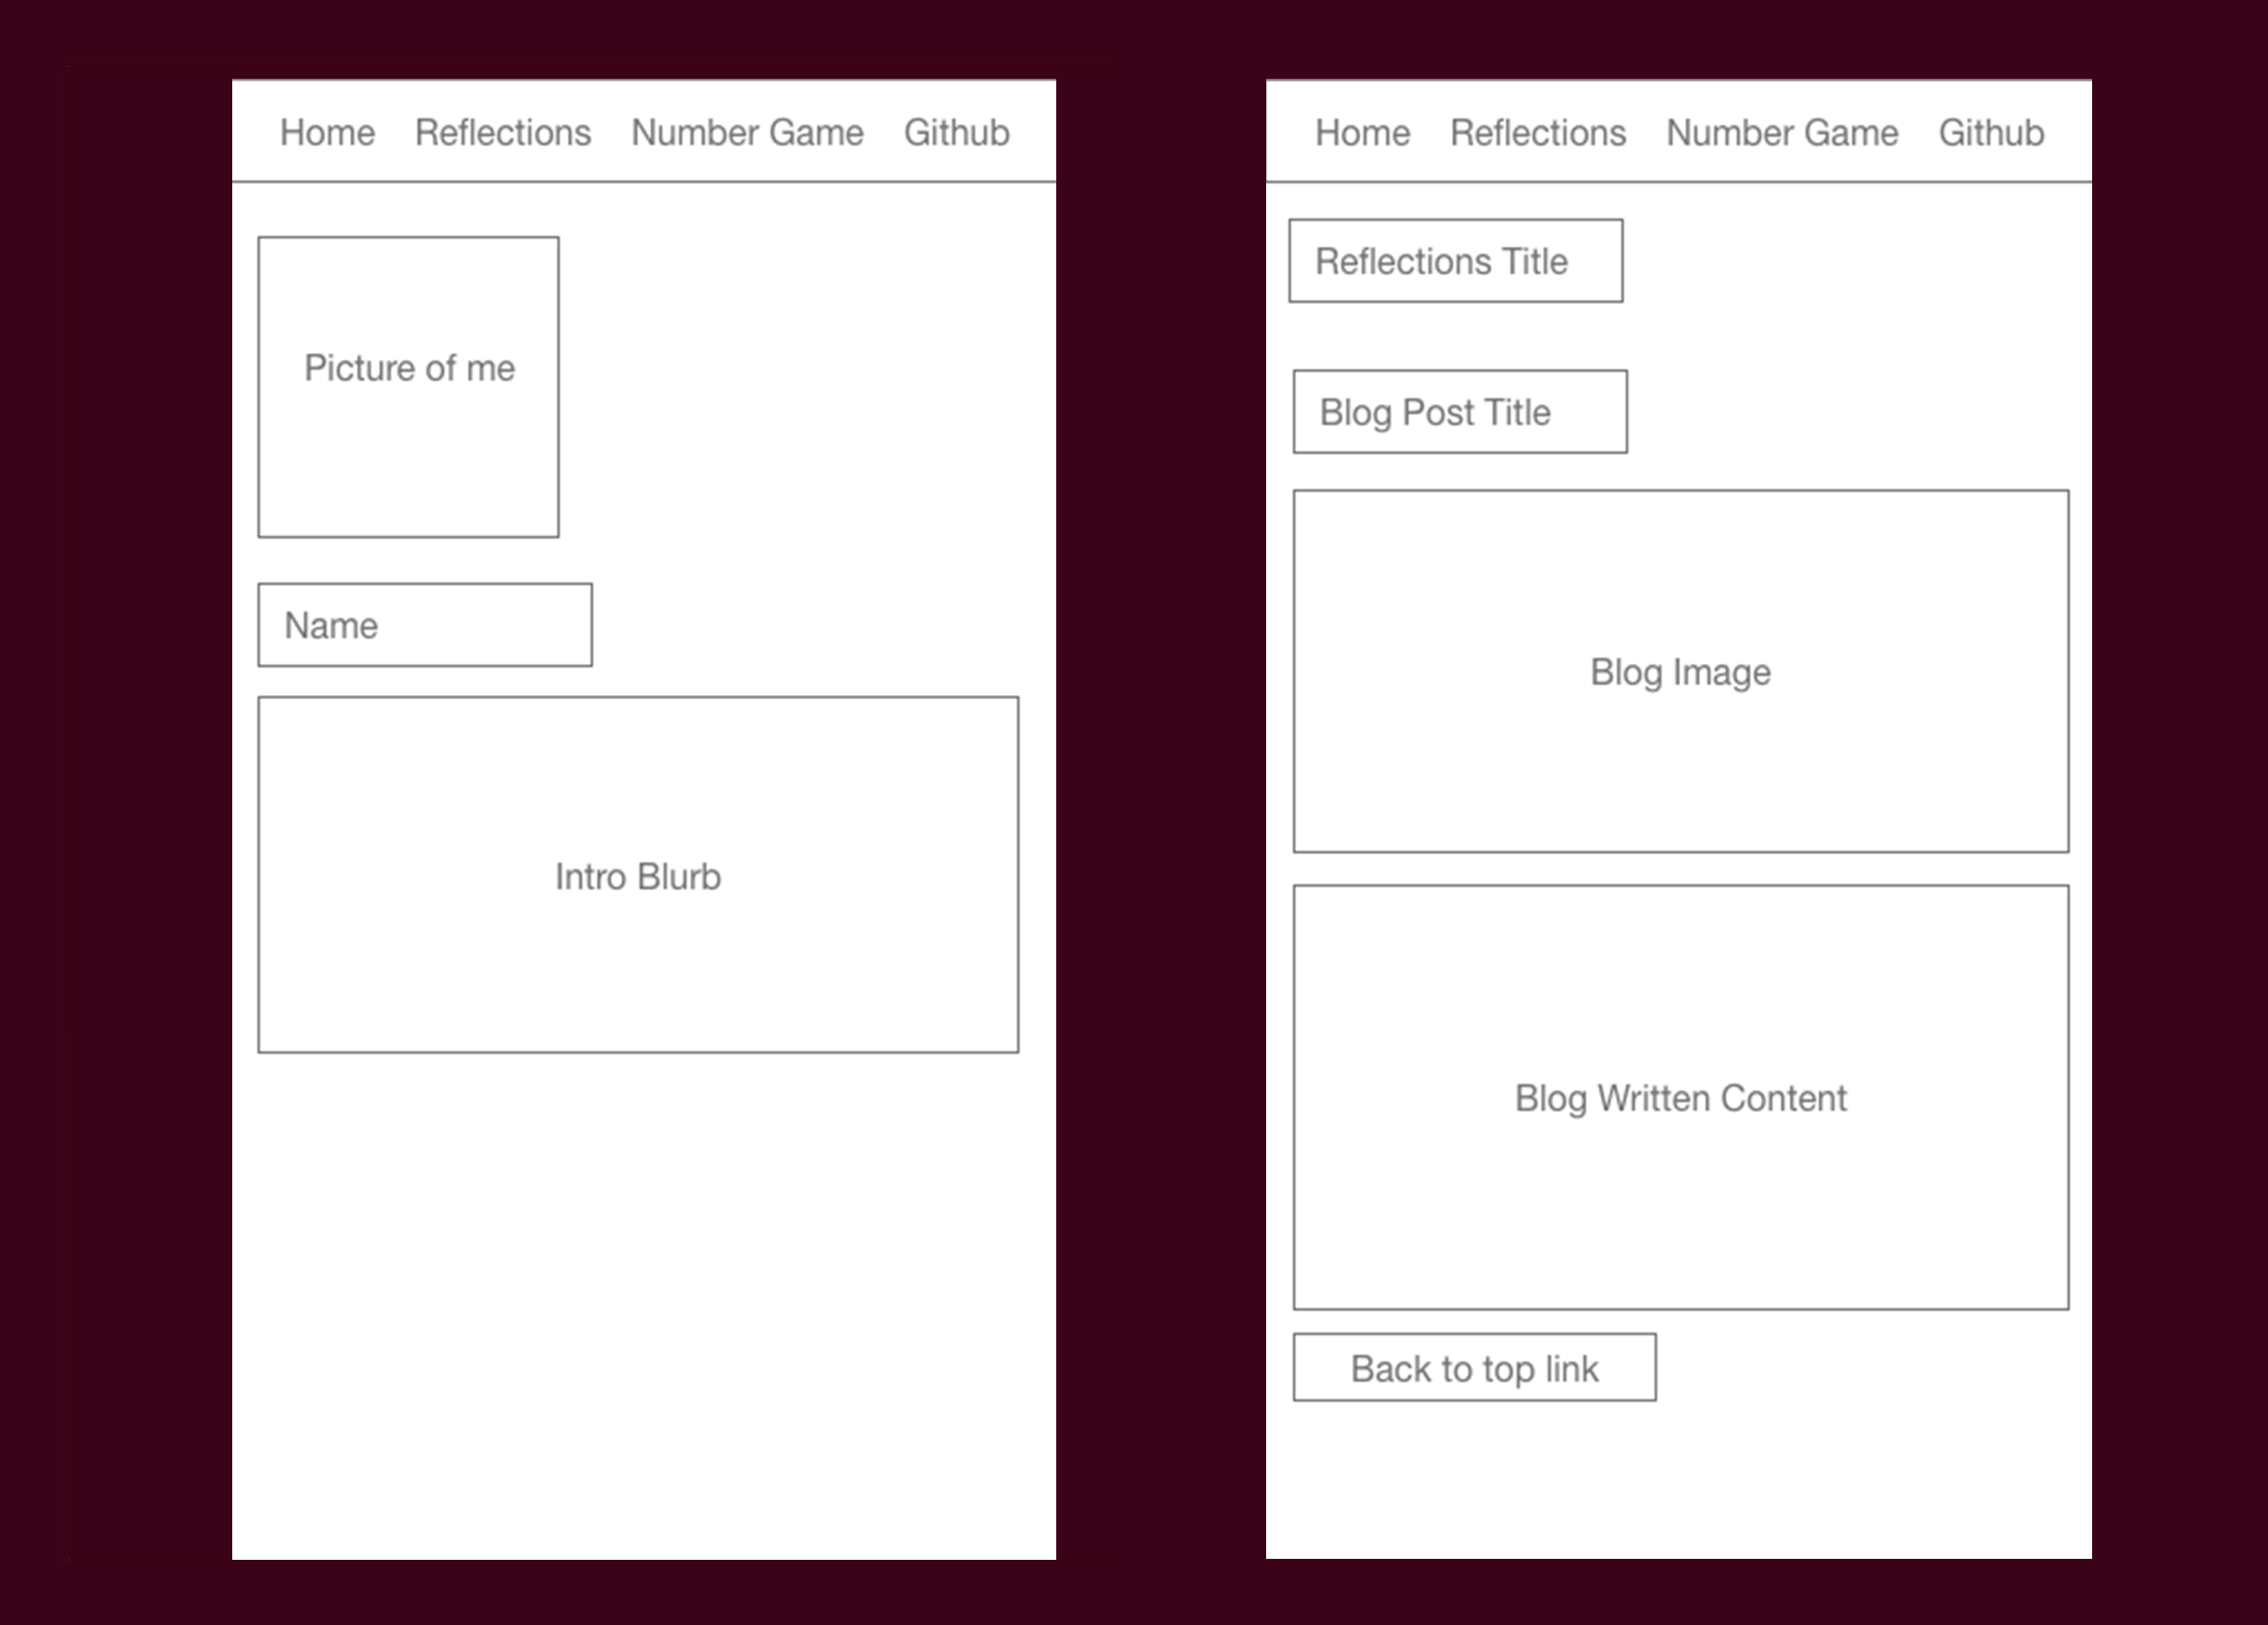 Home Reflections Number Game Github
Picture of me
Name
Intro Blurb
Home Reflections Number Game Github
Reflections Title
Blog Post Title
Blog Image
Blog Written Content
Back to top link